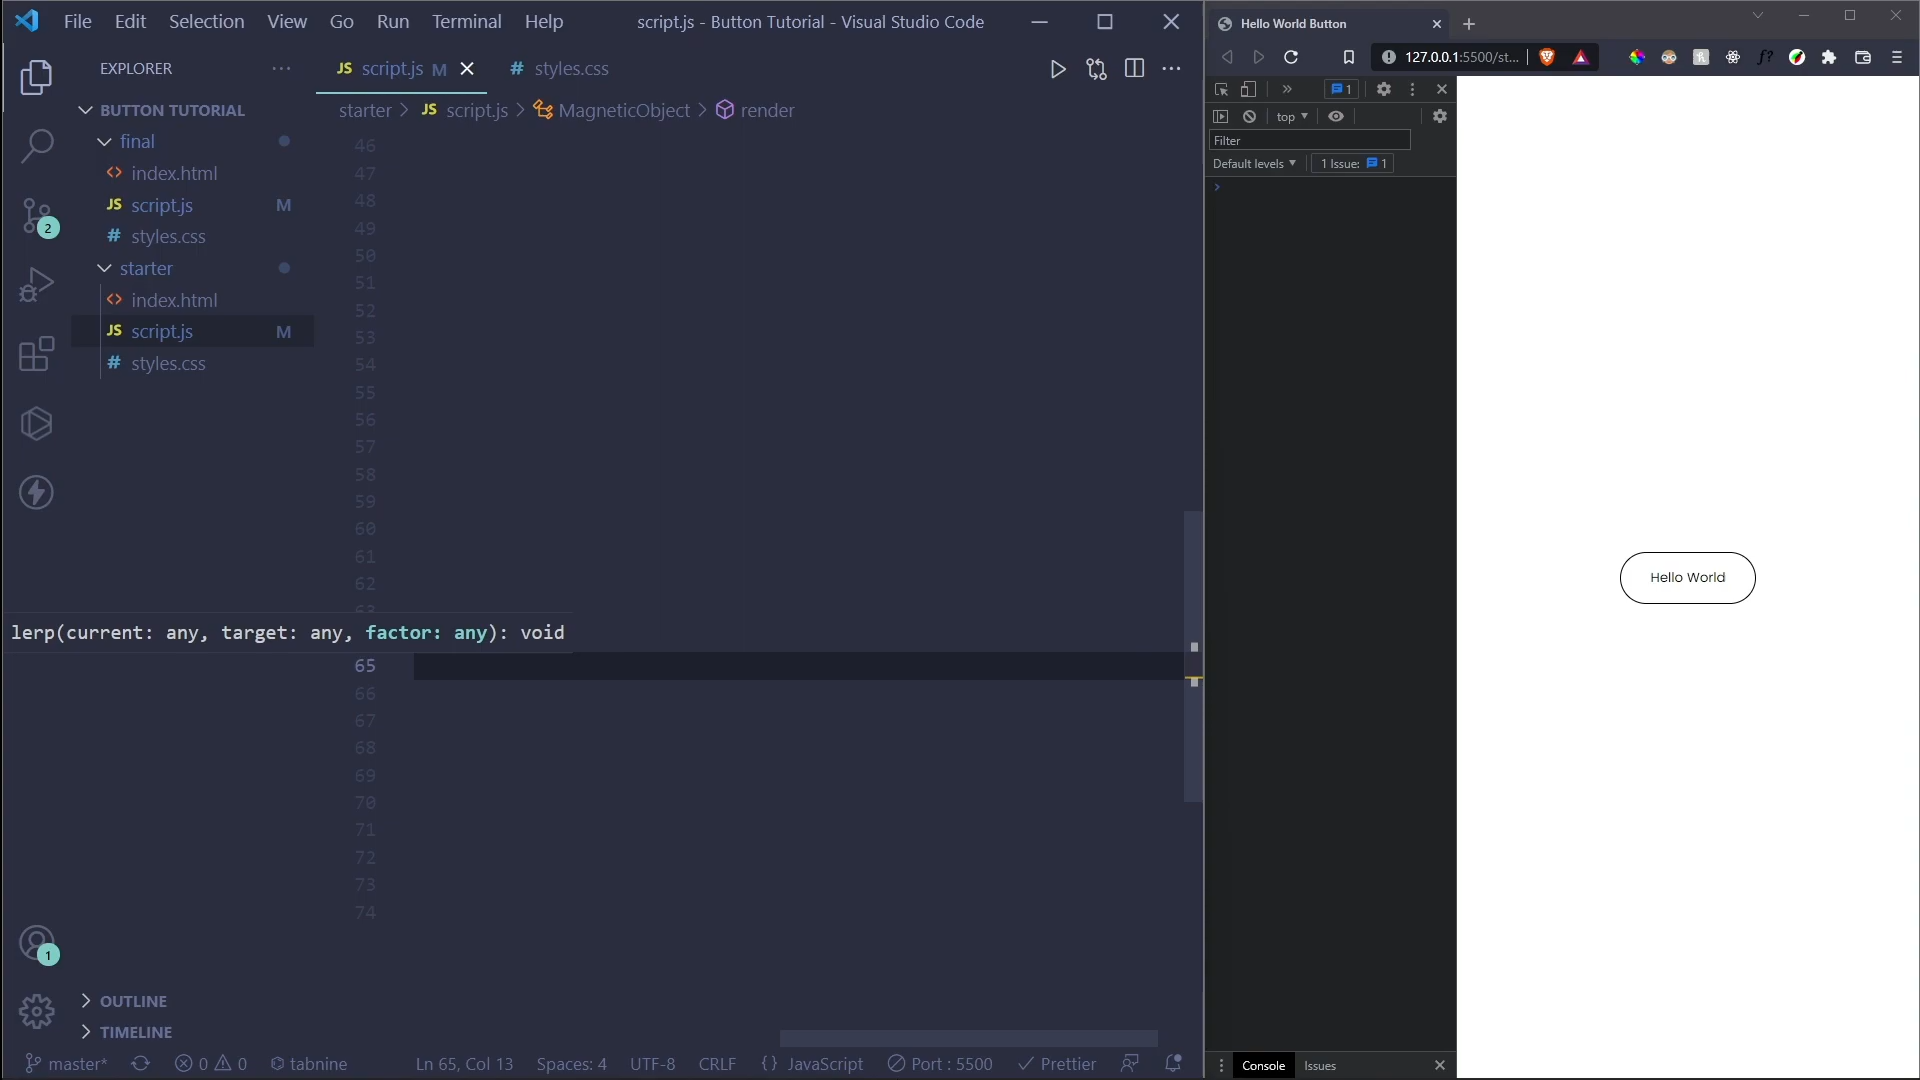 File Edit Selection View Go Run Terminal Help
script.js - Button Tutorial - Visual Studio Code
EXPLORER
BUTTON TUTORIAL
final
index.html
JS script.js M
# styles.css
starter
index.html
JS script.js M
# styles.css
2
1
OUTLINE
TIMELINE
JS script.js M
# styles.css
starter > JS script.js > MagneticObject > render
46
47
48
49
50
51
52
53
54
55
56
57
58
59
60
61
62
63
lerp(current: any, target: any, factor: any): void
65
66
67
68
69
70
71
72
73
74
master* 0 0 tabnine Ln 65, Col 13 Spaces: 4 UTF-8 CRLF {} JavaScript Port : 5500 Prettier
Hello World Button
127.0.0.1:5500/st...
f?
1
top
Filter
Default levels 1 Issue: 1
Hello World
Console Issues